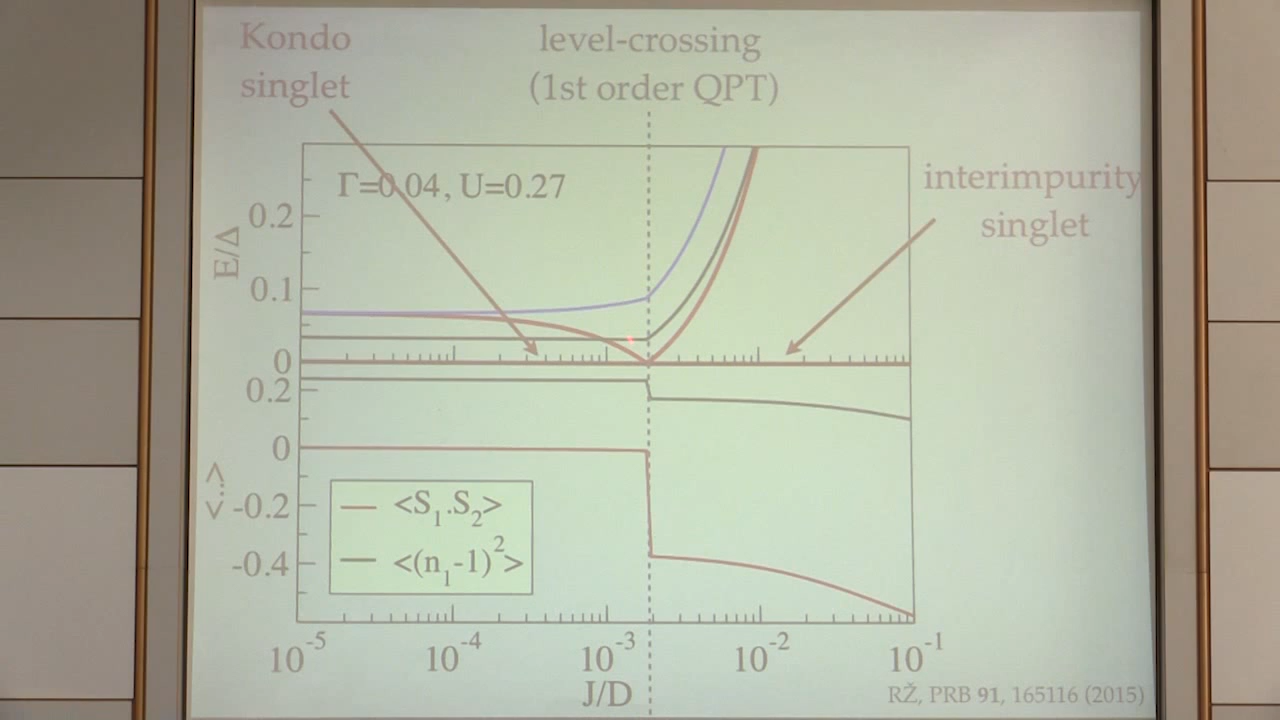 Kondo
singlet
level-crossing
(1st order QPT)
interimpurity
singlet
Γ=0.04, U=0.27
E/Δ
0.2
0.1
0
0.2
0
-0.2
-0.4
<..>
<S₁.S₂>
<(n₁-1)²>
10⁻⁵ 10⁻⁴ 10⁻³ 10⁻² 10⁻¹
J/D
RŽ, PRB 91, 165116 (2015)